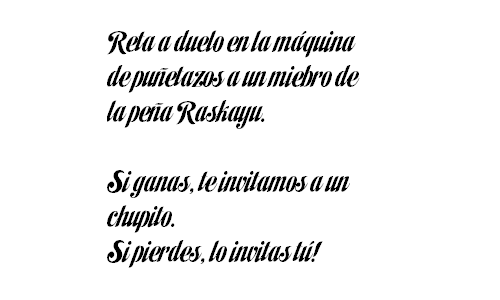 Reta a duelo en la máquina
de puñetazos a un miebro de
la peña Raskayu.
Si ganas, te invitamos a un
chupito.
Si pierdes, lo invitas tú!